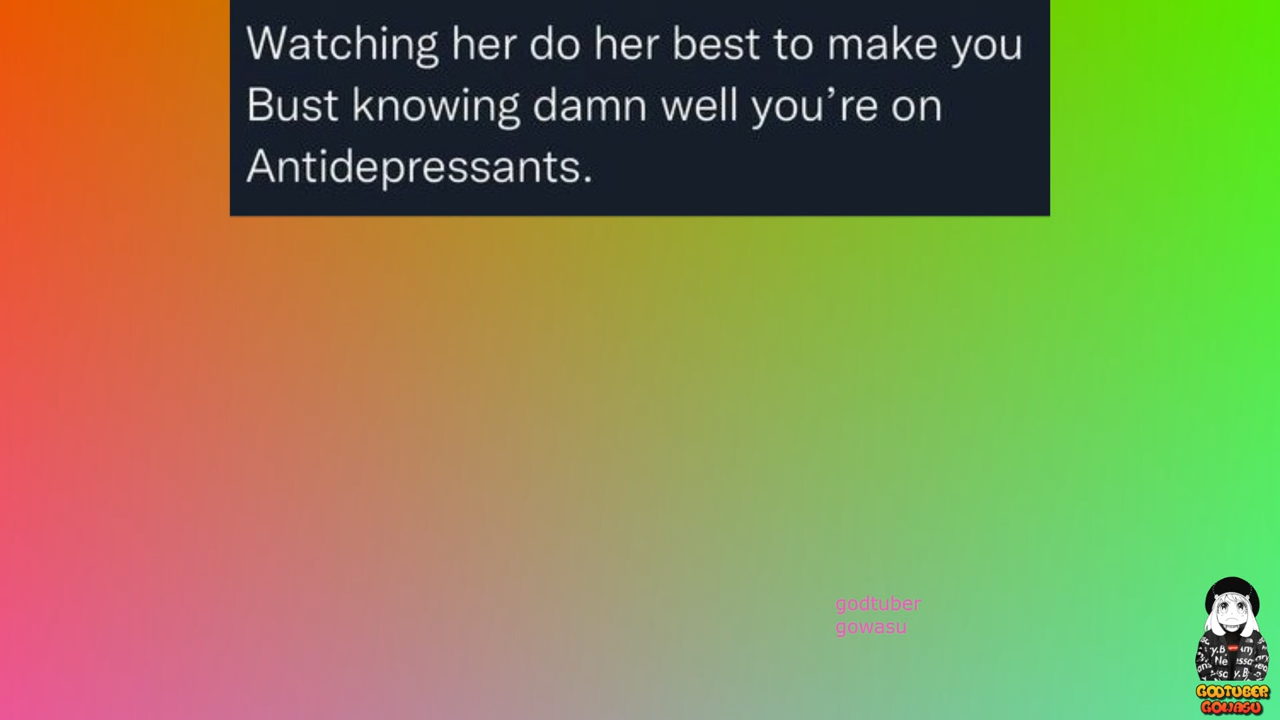 Watching her do her best to make you
Bust knowing damn well you’re on
Antidepressants.
godtuber
gowasu
GODTUBER
GOWASU